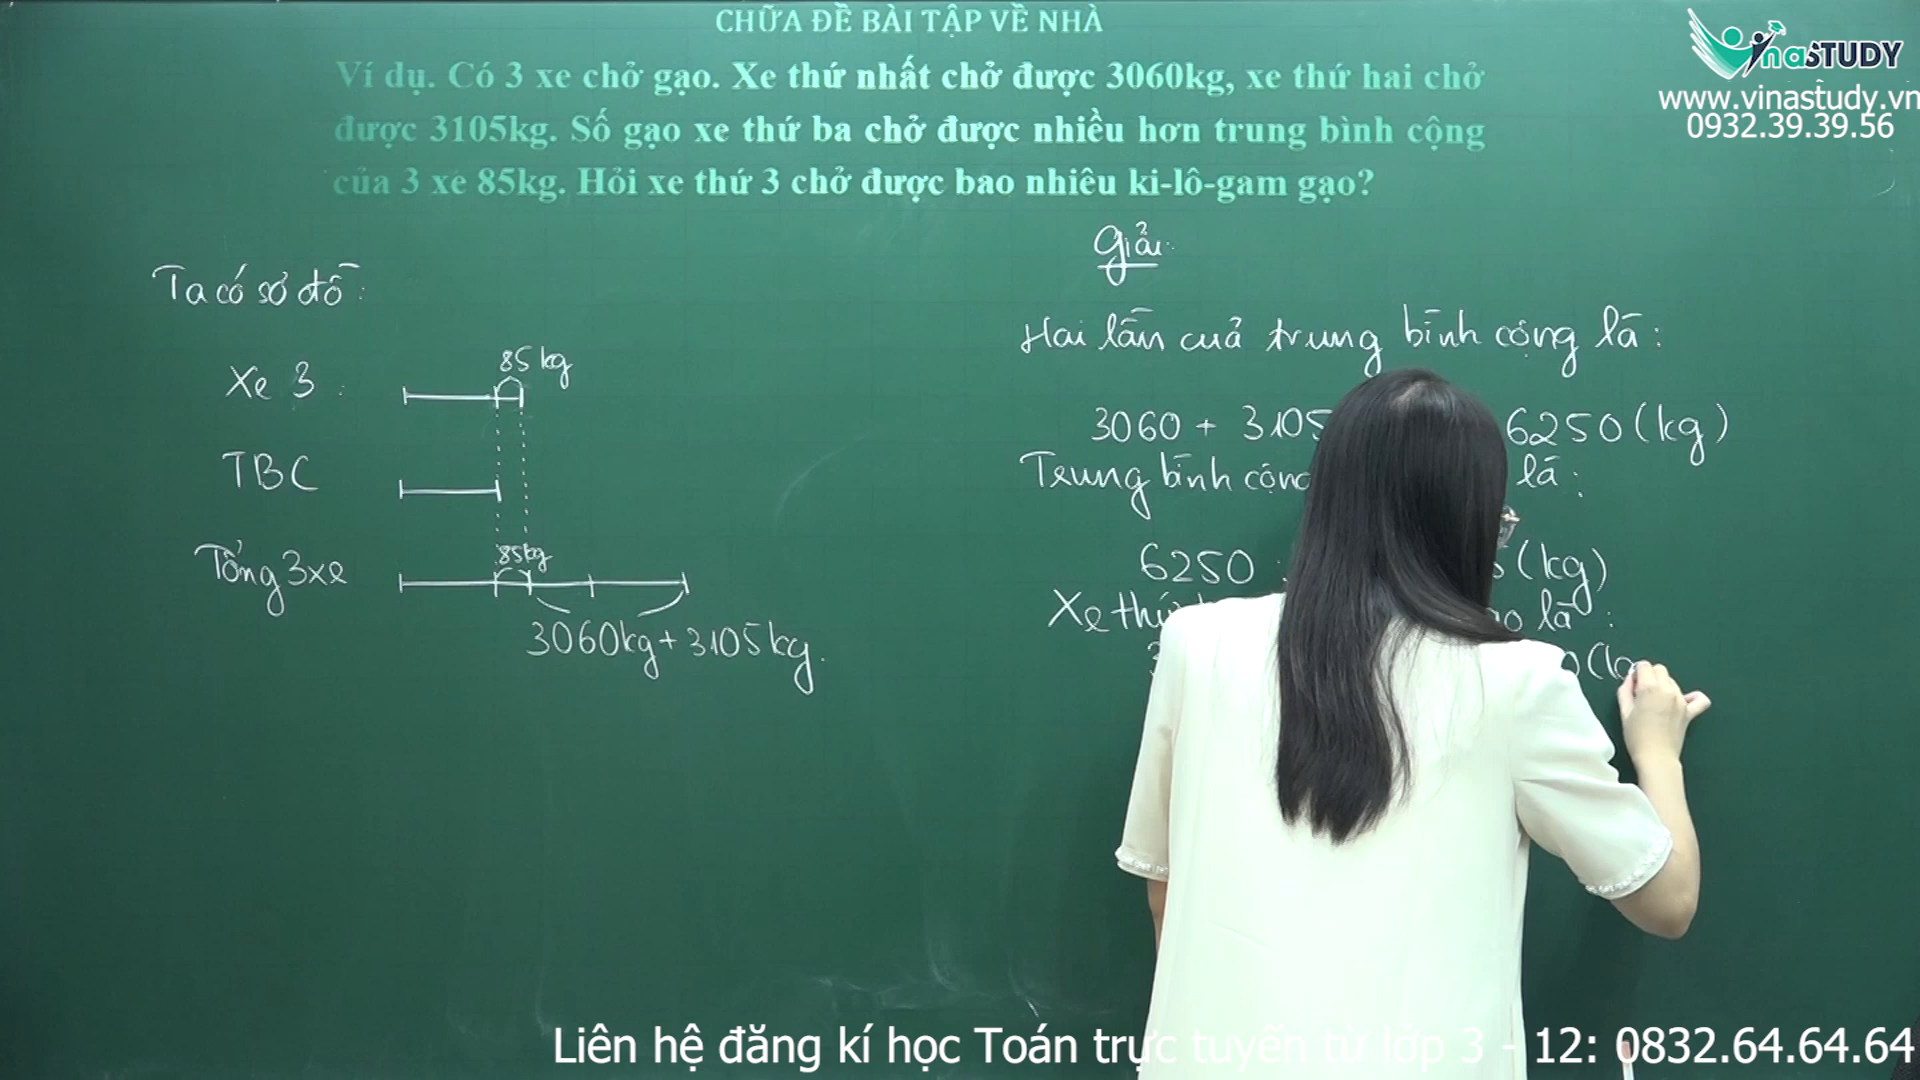 CHỮA ĐỀ BÀI TẬP VỀ NHÀ
Ví dụ. Có 3 xe chở gạo. Xe thứ nhất chở được 3060kg, xe thứ hai chở
được 3105kg. Số gạo xe thứ ba chở được nhiều hơn trung bình cộng
của 3 xe 85kg. Hỏi xe thứ 3 chở được bao nhiêu ki-lô-gam gạo?
VinaSTUDY
www.vinastudy.vn
0932.39.39.56
Ta có sơ đồ:
Xe 3 :
85 kg
TBC
Tổng 3 xe
85kg
3060kg + 3105kg.
Giải:
Hai lần của trung bình cộng là:
3060 + 3105 6250 (kg)
Trung bình cộng là:
6250 : (kg)
Xe thứ là:
Liên hệ đăng kí học Toán trực tuyến từ lớp 3 - 12: 0832.64.64.64